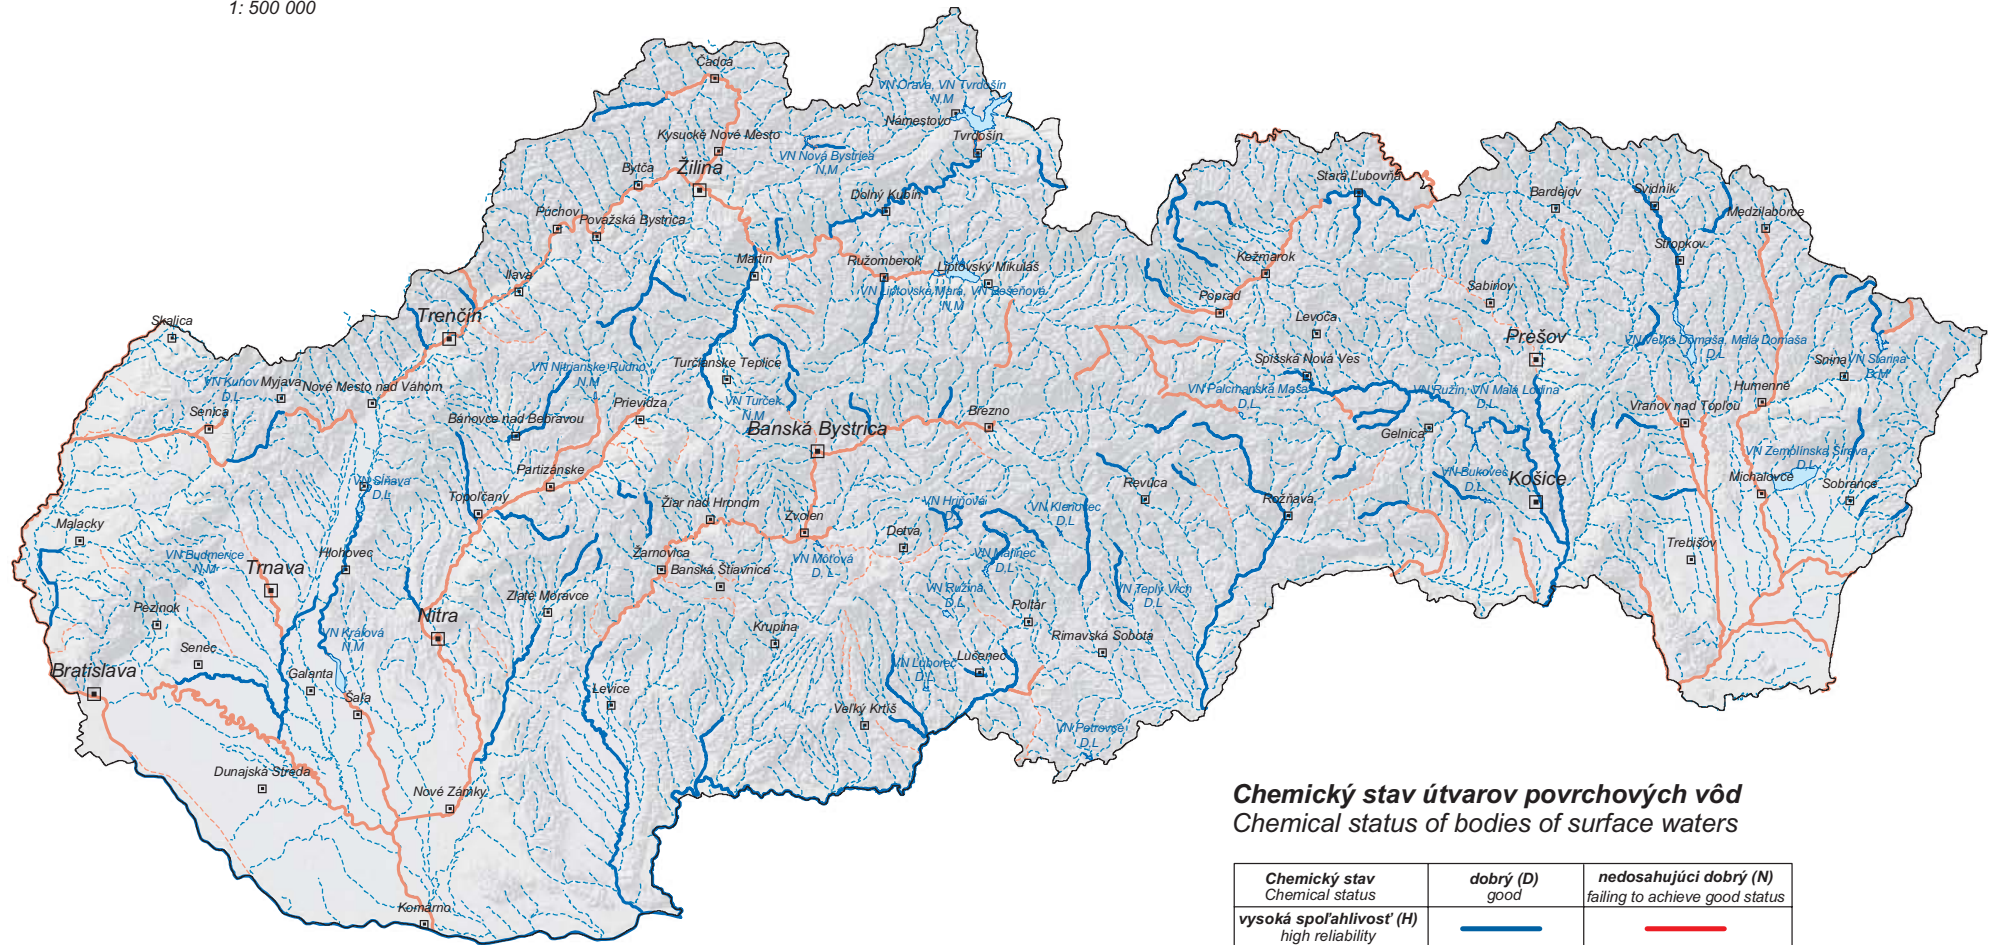 1: 500 000
Čadca
VN Orava, VN Tvrdošín
N,M
Námestovo
Tvrdošín
Kysucké Nové Mesto
VN Nová Bystrica
N,M
Bytča
Žilina
Dolný Kubín
Stará Ľubovňa
Bardejov
Svidník
Medzilaborce
Púchov
Považská Bystrica
Stropkov
Martin
Ružomberok
Liptovský Mikuláš
VN Liptovská Mara, VN Bešeňová
N,M
Kežmarok
Ilava
Poprad
Sabinov
Skalica
Trenčín
Levoča
Prešov
VN Veľká Domaša, Malá Domaša
D,L
Snina
VN Starina
D,M
Turčianske Teplice
Spišská Nová Ves
VN Nitrianske Rudno
N,M
VN Kunov
D,L
Myjava
Nové Mesto nad Váhom
VN Palcmanská Maša
D,L
VN Ružín, VN Malá Lodina
D,L
Humenné
Senica
Prievidza
VN Turček
N,M
Brezno
Vranov nad Topľou
Bánovce nad Bebravou
Banská Bystrica
Gelnica
VN Zemplínska Šírava
D,L
Partizánske
VN Sĺňava
D,L
VN Bukovec
D,L
Košice
Michalovce
Sobrance
Topoľčany
Revúca
Rožňava
Žiar nad Hronom
VN Hriňová
D,L
VN Klenovec
D,L
Malacky
Zvolen
Detva
VN Budmerice
N,M
Hlohovec
Žarnovica
VN Môťová
D, L
VN Málinec
D,L
Trebišov
Trnava
Banská Štiavnica
VN Ružiná
D,L
VN Teplý Vrch
D,L
Pezinok
Zlaté Moravce
Poltár
Nitra
VN Kráľová
N,M
Krupina
Rimavská Sobota
Senec
Bratislava
Galanta
VN Ľuboreč
D,L
Lučenec
Šaľa
Levice
Veľký Krtíš
VN Petrovce
D,L
Dunajská Streda
Nové Zámky
Komárno
Chemický stav útvarov povrchových vôd
Chemical status of bodies of surface waters
Chemický stav
Chemical status
dobrý (D)
good
nedosahujúci dobrý (N)
failing to achieve good status
vysoká spoľahlivosť (H)
high reliability